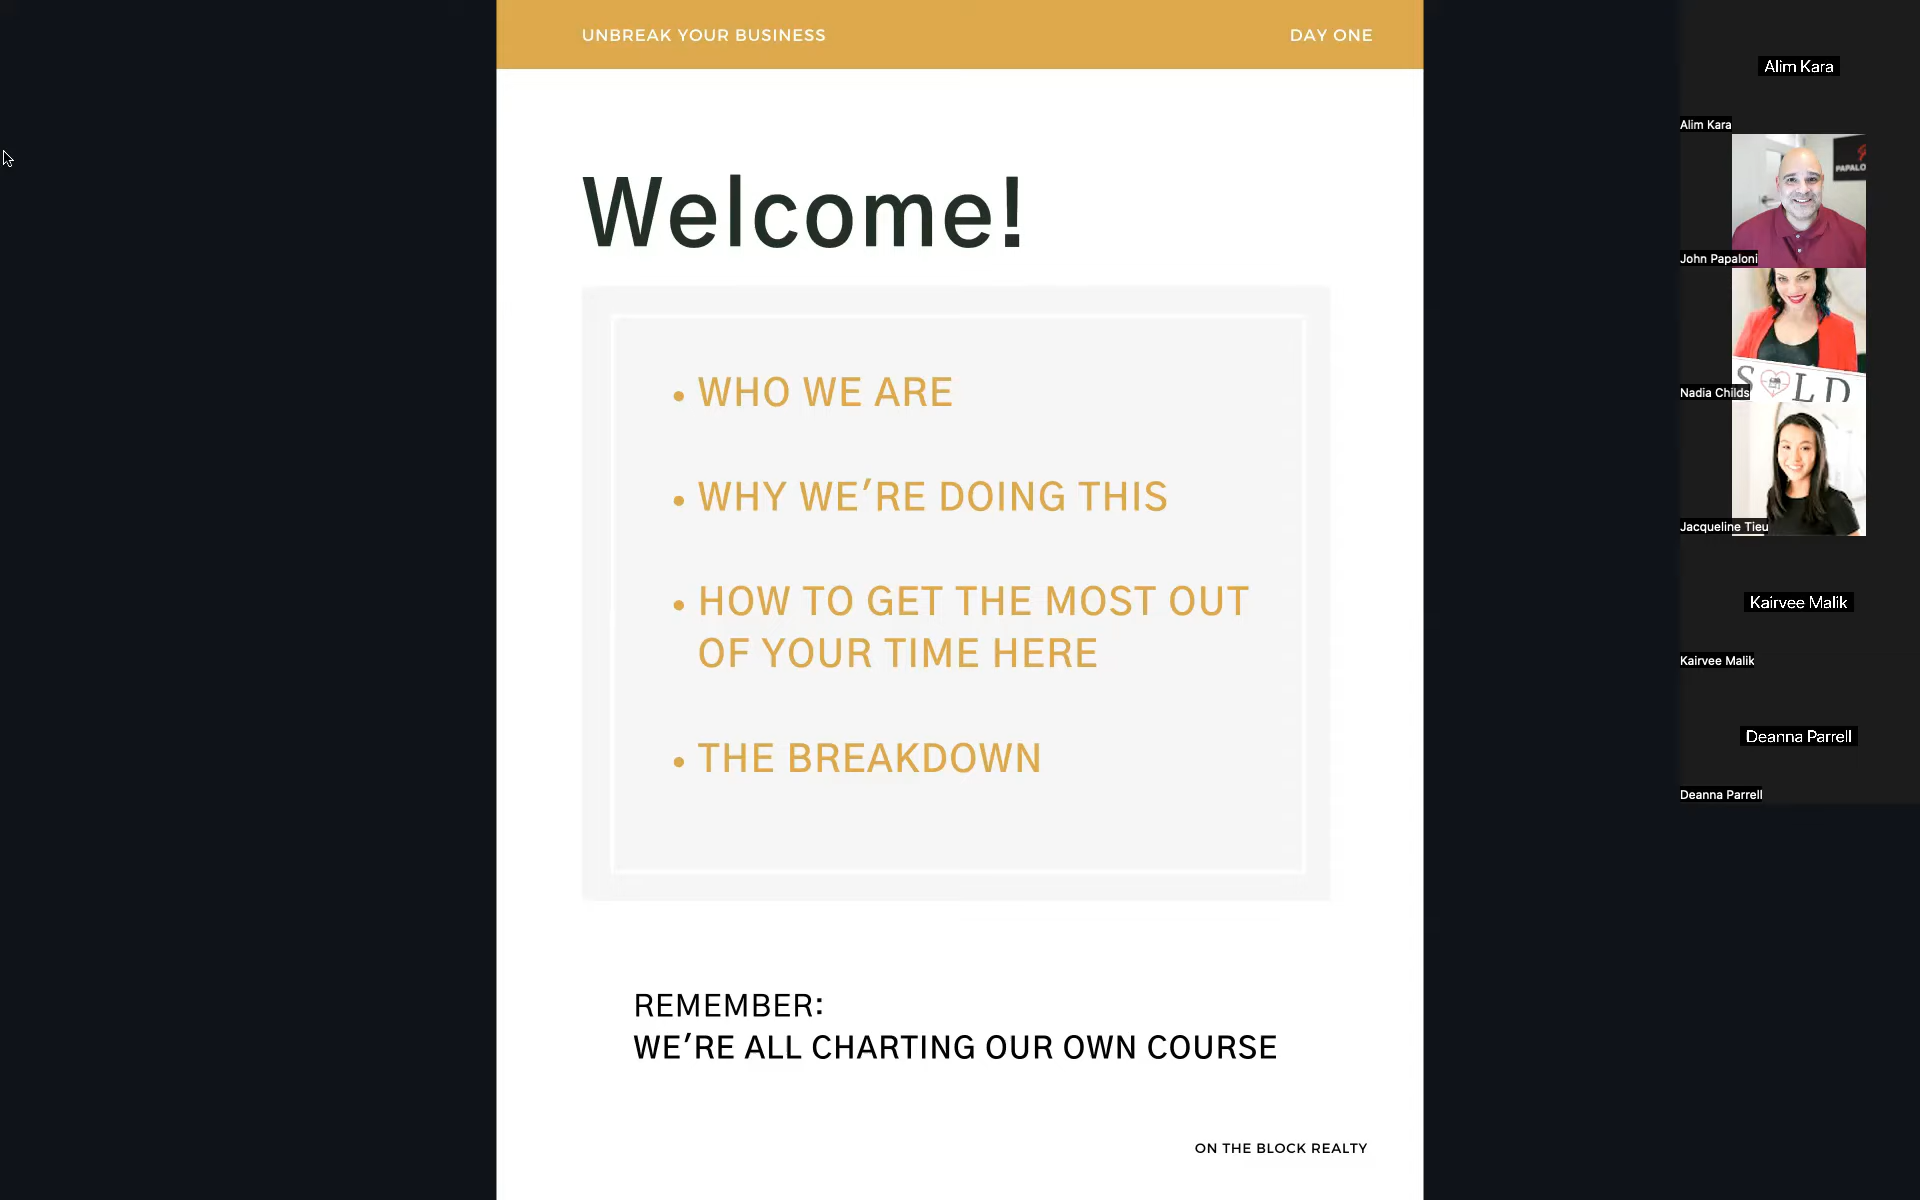 UNBREAK YOUR BUSINESS
DAY ONE
Welcome!
• WHO WE ARE
• WHY WE'RE DOING THIS
• HOW TO GET THE MOST OUT
OF YOUR TIME HERE
• THE BREAKDOWN
REMEMBER:
WE'RE ALL CHARTING OUR OWN COURSE
ON THE BLOCK REALTY
Alim Kara
Alim Kara
PAPALO
John Papaloni
S LD
Nadia Childs
Jacqueline Tieu
Kairvee Malik
Kairvee Malik
Deanna Parrell
Deanna Parrell